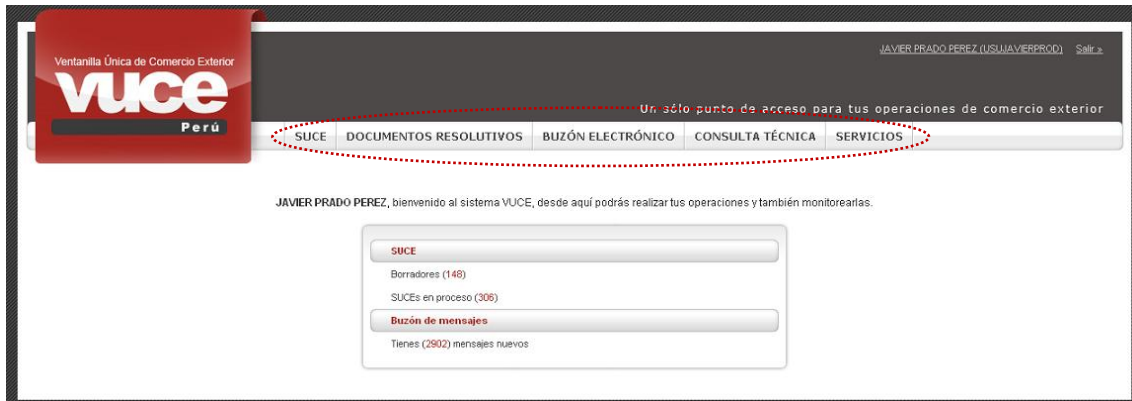 Ventanilla Única de Comercio Exterior
vuce
Perú
JAVIER PRADO PEREZ (USUJAVIERPROD) Salir »
Un sólo punto de acceso para tus operaciones de comercio exterior
SUCE DOCUMENTOS RESOLUTIVOS BUZÓN ELECTRÓNICO CONSULTA TÉCNICA SERVICIOS
JAVIER PRADO PEREZ, bienvenido al sistema VUCE, desde aquí podrás realizar tus operaciones y también monitorearlas.
SUCE
Borradores (148)
SUCEs en proceso (306)
Buzón de mensajes
Tienes (2902) mensajes nuevos